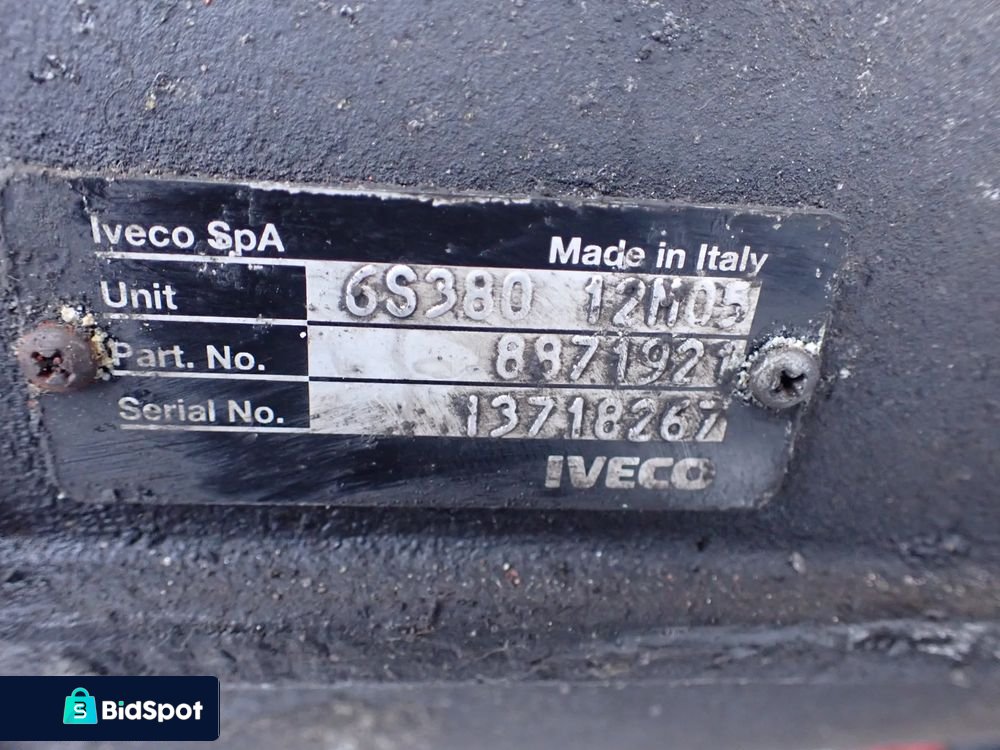 Iveco SpA Made in Italy
Unit 6S380 12M05
Part. No. 8871921
Serial No. 13718267
IVECO
BidSpot